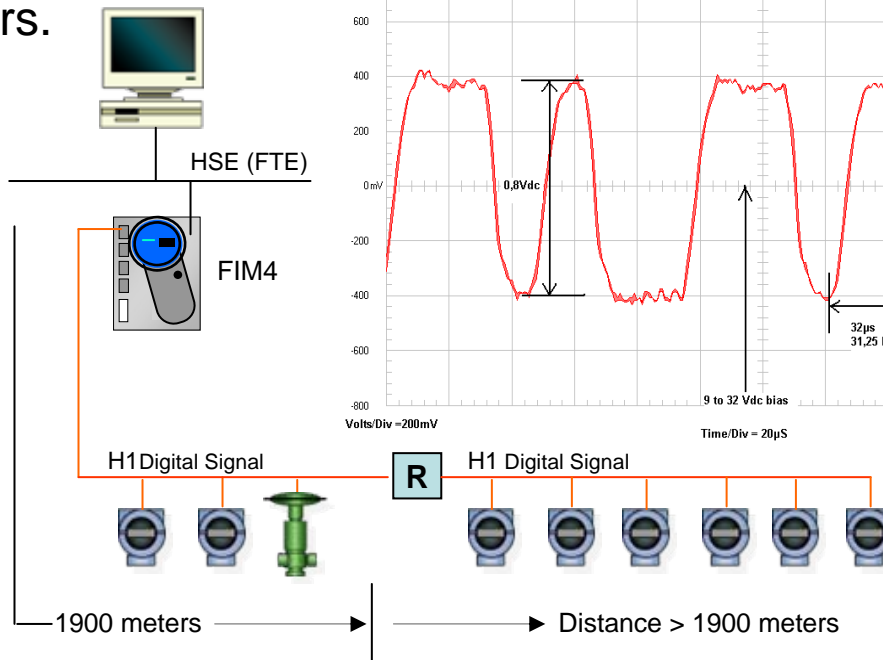 rs.
600
400
200
0 mV
-200
-400
-600
-800
0,8Vdc
32µs
31,25
9 to 32 Vdc bias
Volts/Div =200mV
Time/Div = 20µS
HSE (FTE)
FIM4
H1 Digital Signal
R
H1 Digital Signal
1900 meters
Distance > 1900 meters